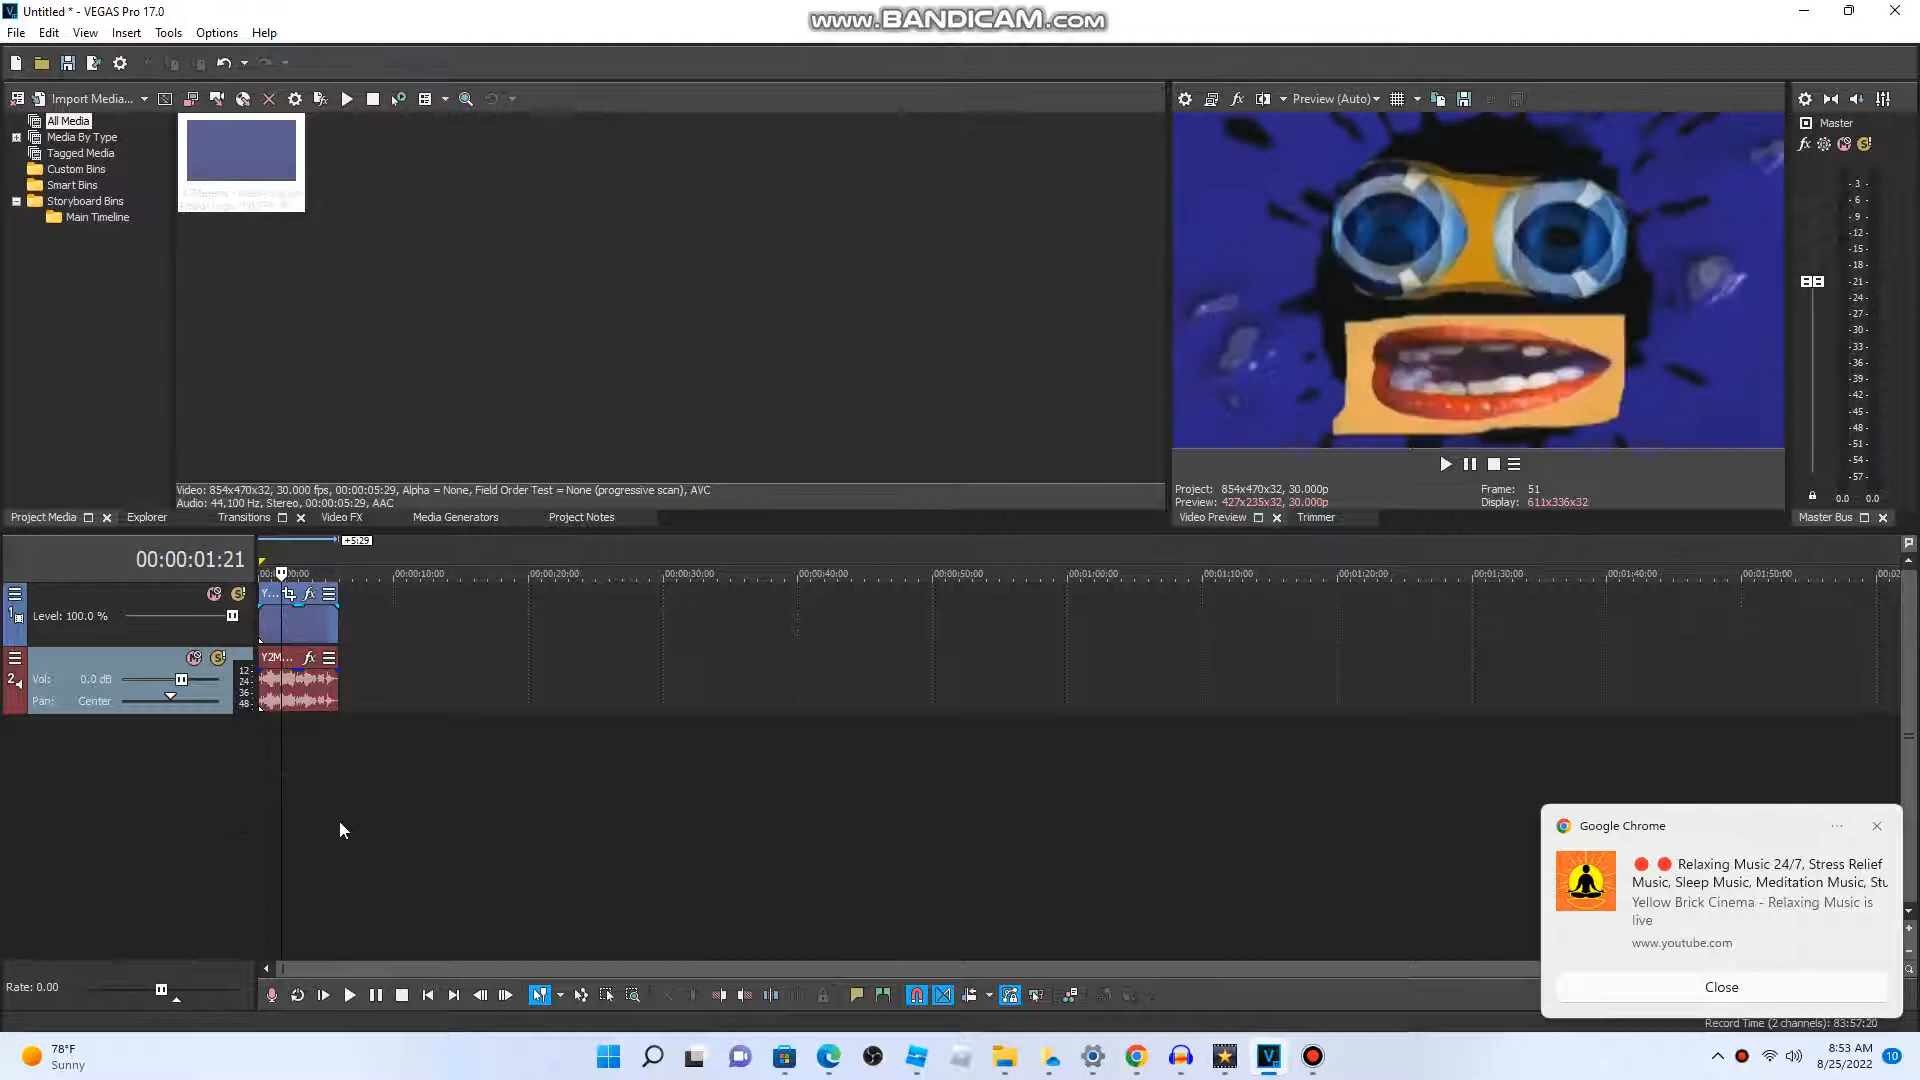 Untitled * - VEGAS Pro 17.0
www.BANDICAM.com
File Edit View Insert Tools Options Help
Import Media...
Preview (Auto)
All Media
Media By Type
Tagged Media
Custom Bins
Smart Bins
Storyboard Bins
Main Timeline
Master
-3-
-6-
-9-
-12-
-15-
-18-
-21-
-24-
-27-
-30-
-33-
-36-
-39-
-42-
-45-
-48-
-51-
-54-
-57-
0.0 0.0
Video: 854x470x32, 30.000 fps, 00:00:05:29, Alpha = None, Field Order Test = None (progressive scan), AVC
Audio: 44,100 Hz, Stereo, 00:00:05:29, AAC
Project: 854x470x32, 30.000p
Preview: 427x235x32, 30.000p
Frame: 51
Display: 611x336x32
Project Media Explorer Transitions Video FX Media Generators Project Notes
Video Preview Trimmer
Master Bus
+5:29
00:00:01:21
00:00:10:00 00:00:20:00 00:00:30:00 00:00:40:00 00:00:50:00 00:01:00:00 00:01:10:00 00:01:20:00 00:01:30:00 00:01:40:00 00:01:50:00
1
Level: 100.0 %
Y...
fx
2
Vol: 0.0 dB
Pan: Center
12-
24-
36-
48-
Y2M...
fx
Google Chrome
Relaxing Music 24/7, Stress Relief
Music, Sleep Music, Meditation Music, Stu
Yellow Brick Cinema - Relaxing Music is
live
www.youtube.com
Close
Rate: 0.00
Record Time (2 channels): 83:57:20
78°F
Sunny
8:53 AM
8/25/2022
10